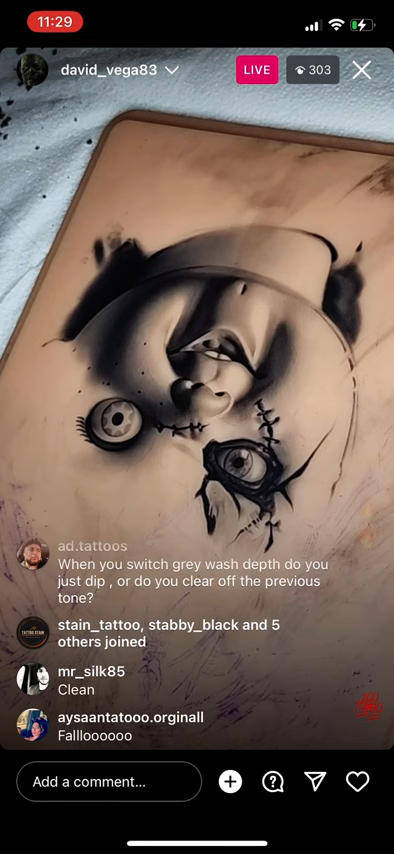 11:29
david_vega83
LIVE
303
ad.tattoos
When you switch grey wash depth do you
just dip , or do you clear off the previous
tone?
stain_tattoo, stabby_black and 5
others joined
mr_silk85
Clean
aysaantatooo.orginall
Fallloooooo
Add a comment...